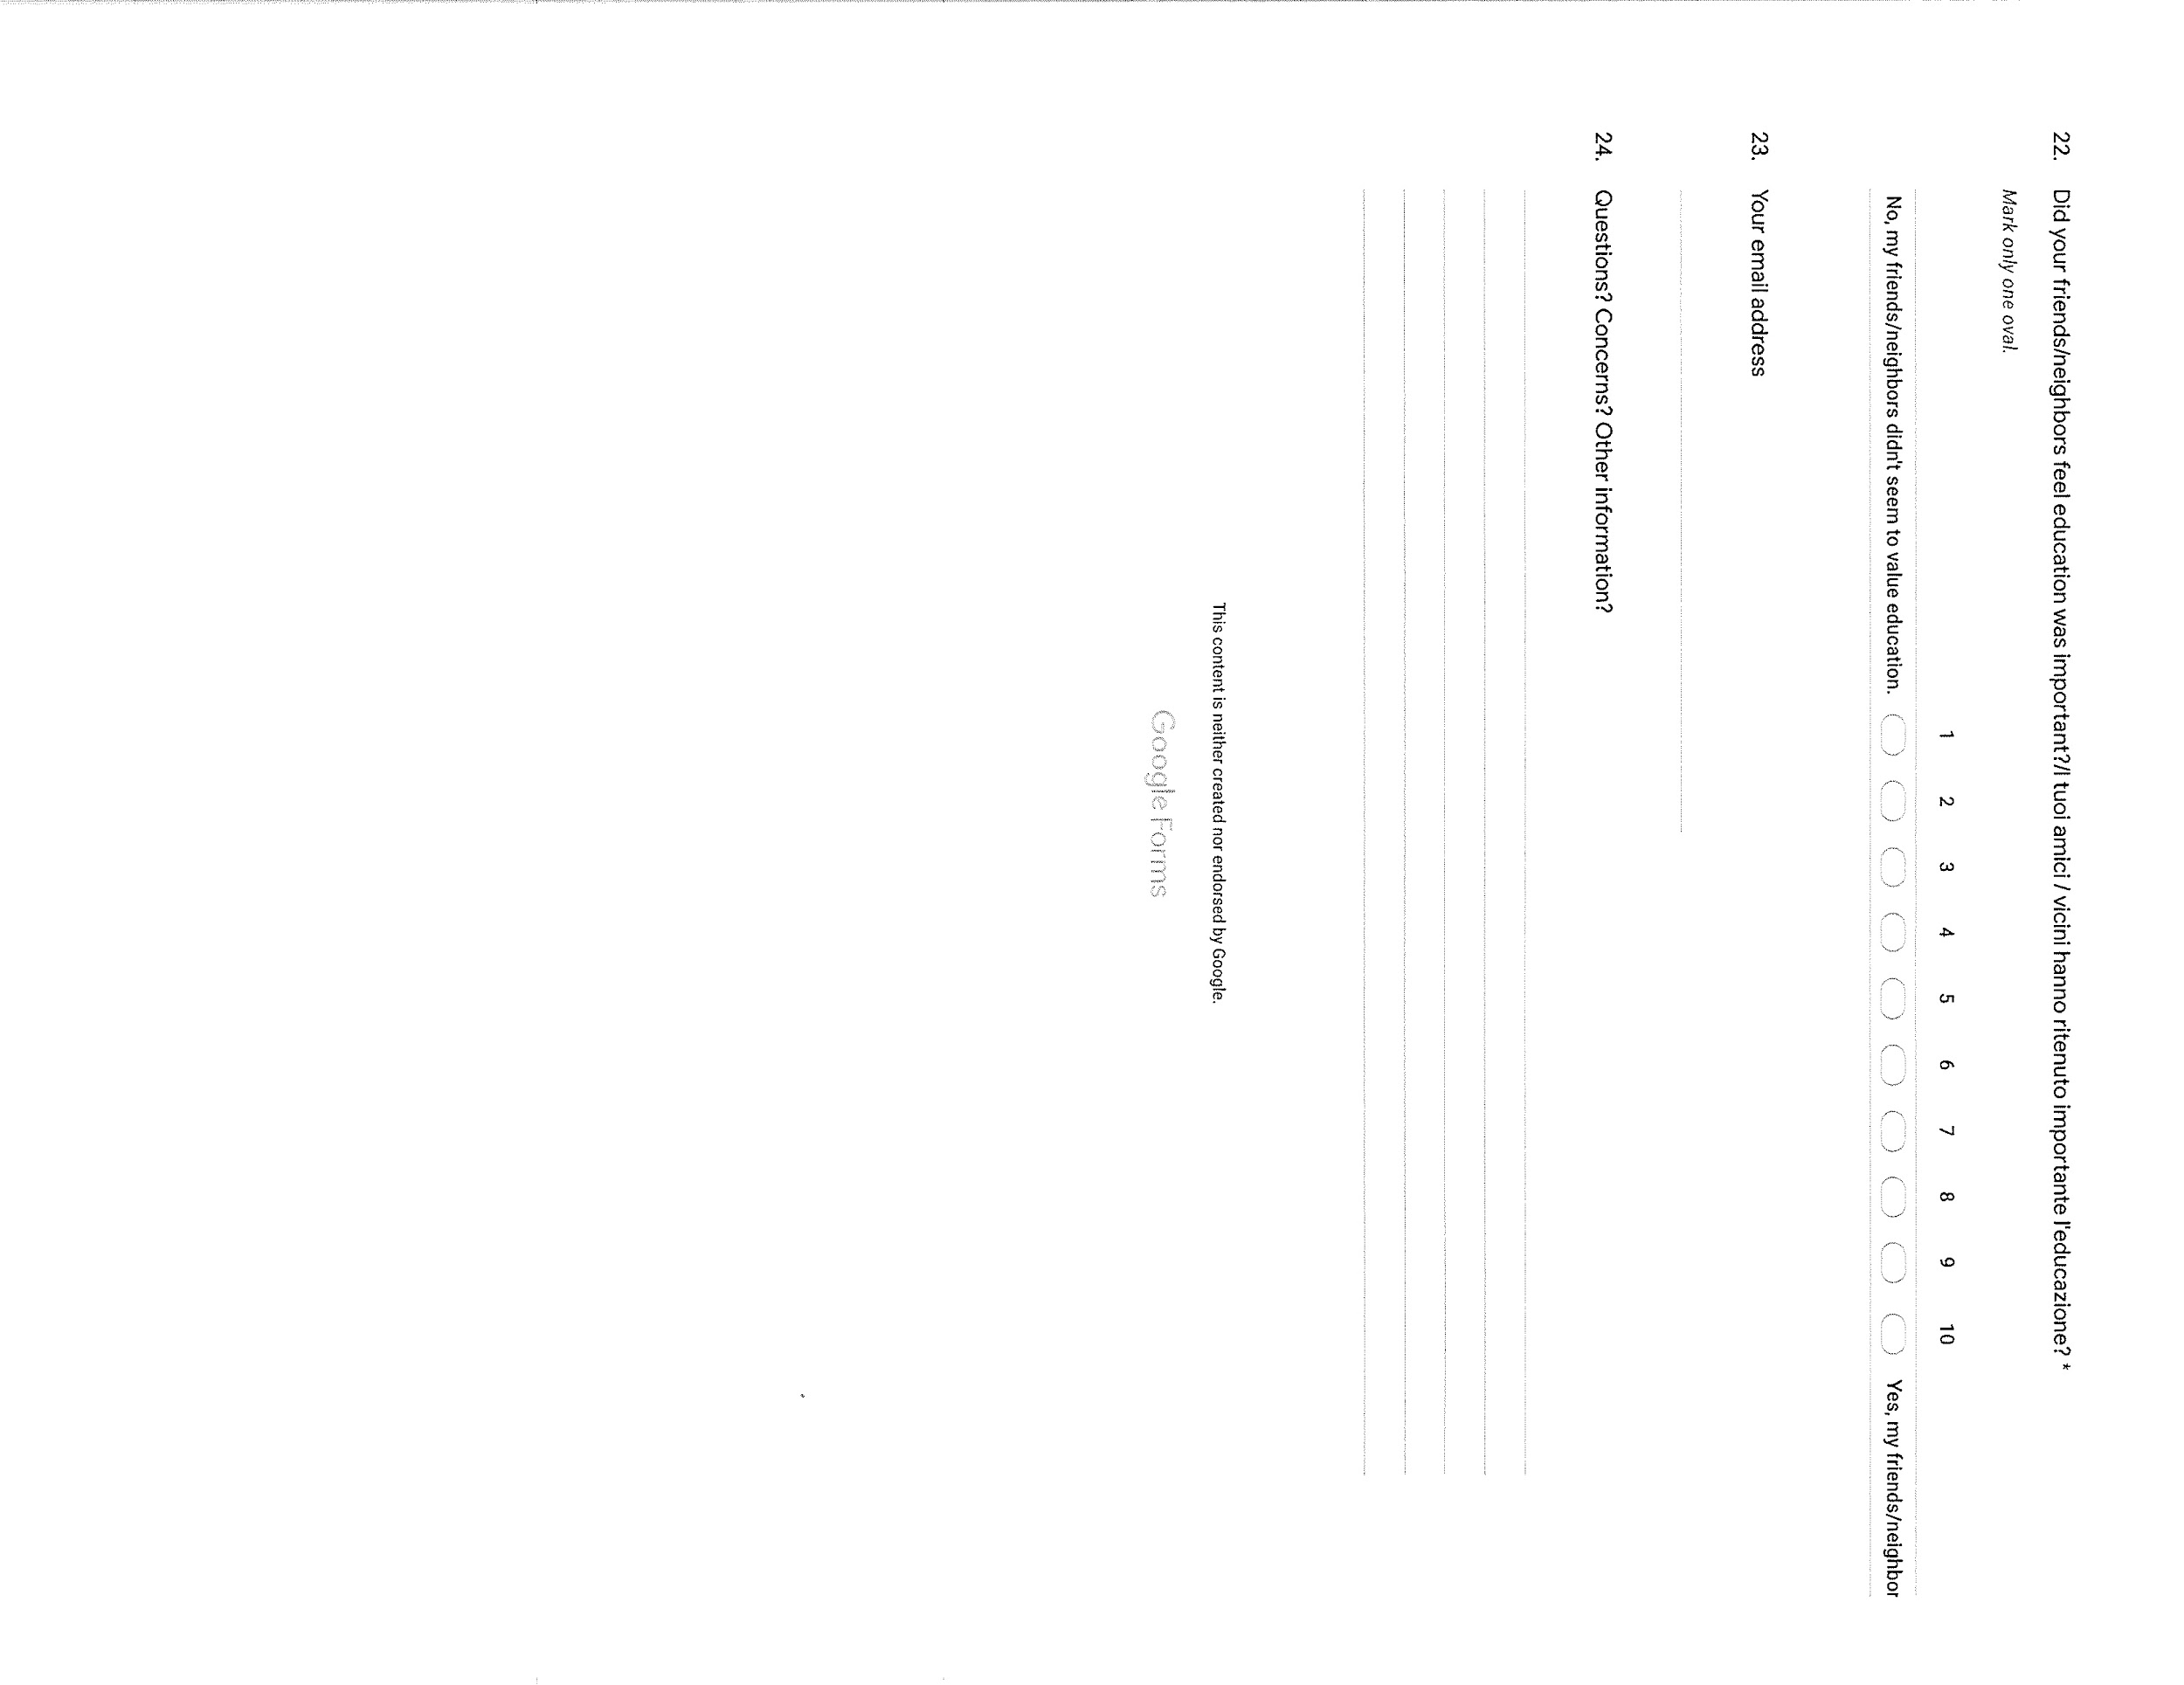 22. Did your friends/neighbors feel education was important?/I tuoi amici / vicini hanno ritenuto importante l'educazione? *
Mark only one oval.
1 2 3 4 5 6 7 8 9 10
No, my friends/neighbors didn't seem to value education. Yes, my friends/neighbor
23. Your email address
24. Questions? Concerns? Other information?
This content is neither created nor endorsed by Google.
Google Forms